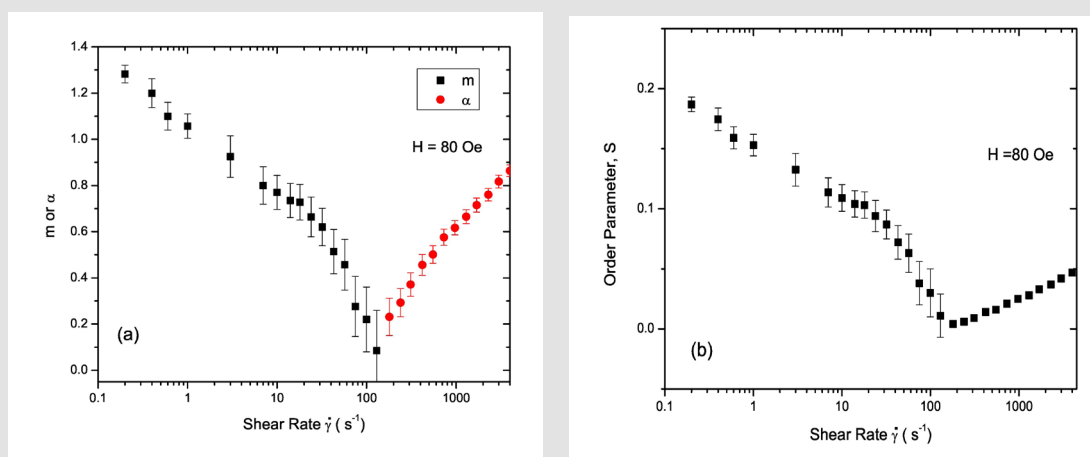 1.4
1.2
1.0
0.8
0.6
0.4
0.2
0.0
m or α
m
α
H = 80 Oe
(a)
0.1 1 10 100 1000
Shear Rate γ̇ ( s⁻¹)
0.2
0.1
0.0
Order Parameter, S
H =80 Oe
(b)
0.1 1 10 100 1000
Shear Rate γ̇ ( s⁻¹)